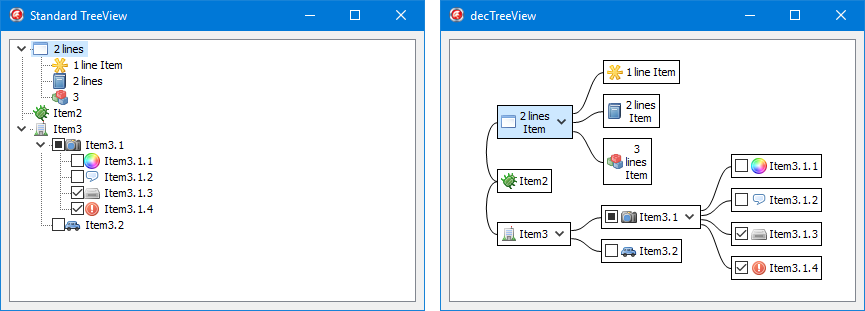 Standard TreeView
2 lines
1 line Item
2 lines
3
Item2
Item3
Item3.1
Item3.1.1
Item3.1.2
Item3.1.3
Item3.1.4
Item3.2
decTreeView
1 line Item
2 lines
Item
2 lines
Item
3
lines
Item
Item2
Item3
Item3.1
Item3.2
Item3.1.1
Item3.1.2
Item3.1.3
Item3.1.4